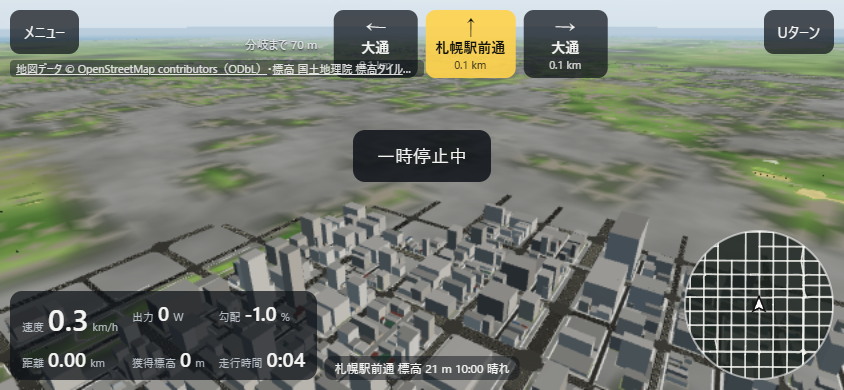 メニュー
分岐まで 70 m
←
大通
0.1 km
↑
札幌駅前通
0.1 km
→
大通
0.1 km
Uターン
地図データ © OpenStreetMap contributors（ODbL）・標高 国土地理院 標高タイル...
一時停止中
速度 0.3 km/h
出力 0 W
勾配 -1.0 %
距離 0.00 km
獲得標高 0 m
走行時間 0:04
札幌駅前通 標高 21 m 10:00 晴れ